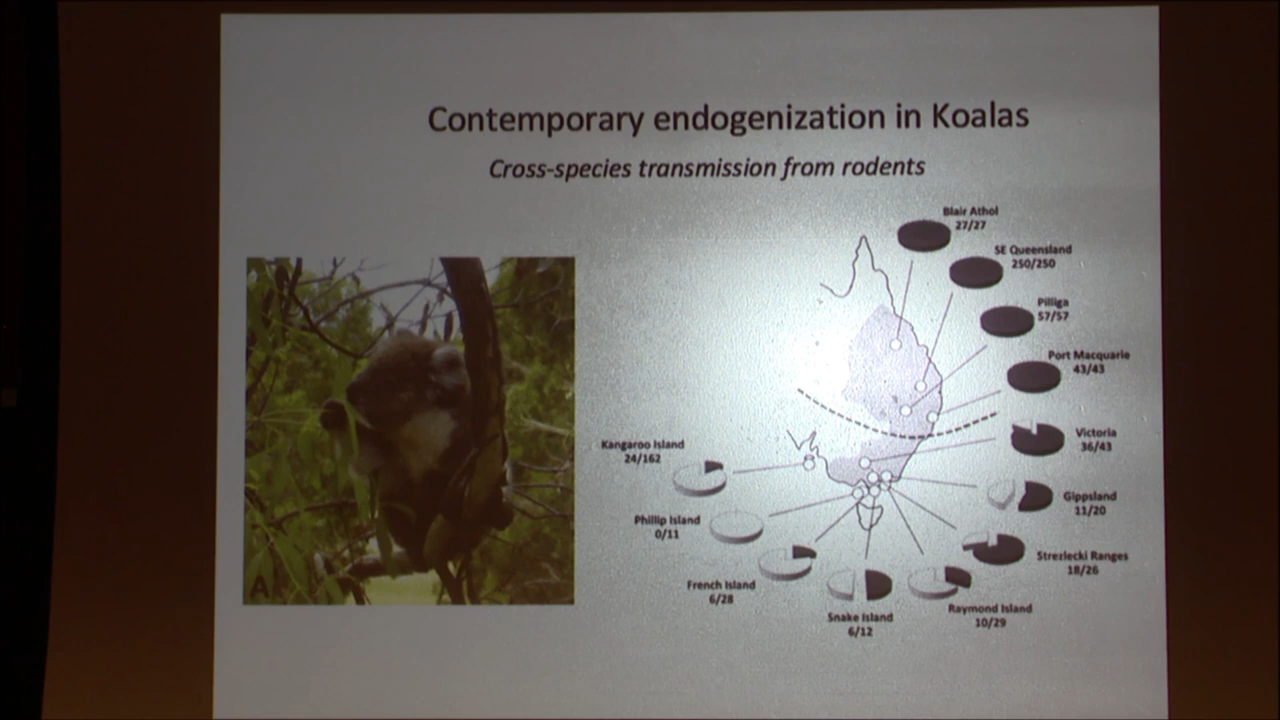 Contemporary endogenization in Koalas
Cross-species transmission from rodents
Blair Athol
27/27
SE Queensland
250/250
Pilliga
57/57
Port Macquarie
43/43
Victoria
36/43
Gippsland
11/20
Strezlecki Ranges
18/26
Raymond Island
10/29
Snake Island
6/12
French Island
6/28
Phillip Island
0/11
Kangaroo Island
24/162
A